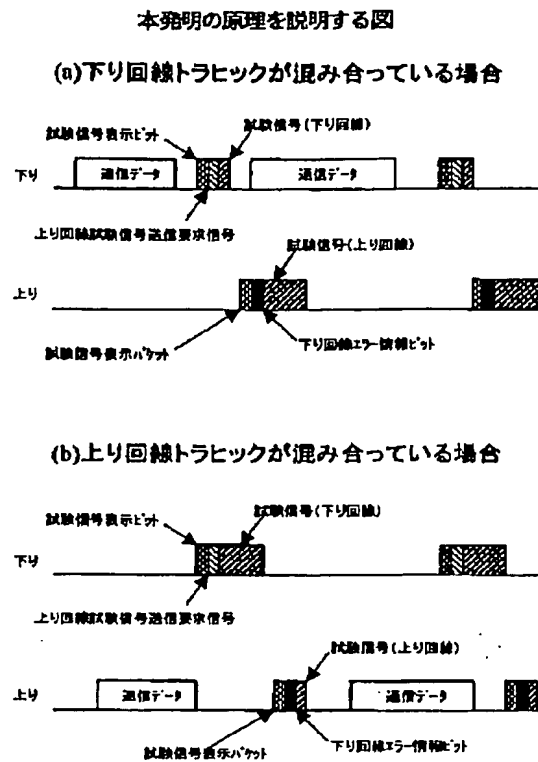 本発明の原理を説明する図
(a)下り回線トラヒックが混み合っている場合
試験信号表示ビット
試験信号(下り回線)
下り
通信データ
通信データ
上り回線試験信号送信要求信号
試験信号(上り回線)
上り
試験信号表示パケット
下り回線エラー情報ビット
(b)上り回線トラヒックが混み合っている場合
試験信号表示ビット
試験信号(下り回線)
下り
上り回線試験信号送信要求信号
試験信号(上り回線)
上り
通信データ
通信データ
試験信号表示パケット
下り回線エラー情報ビット